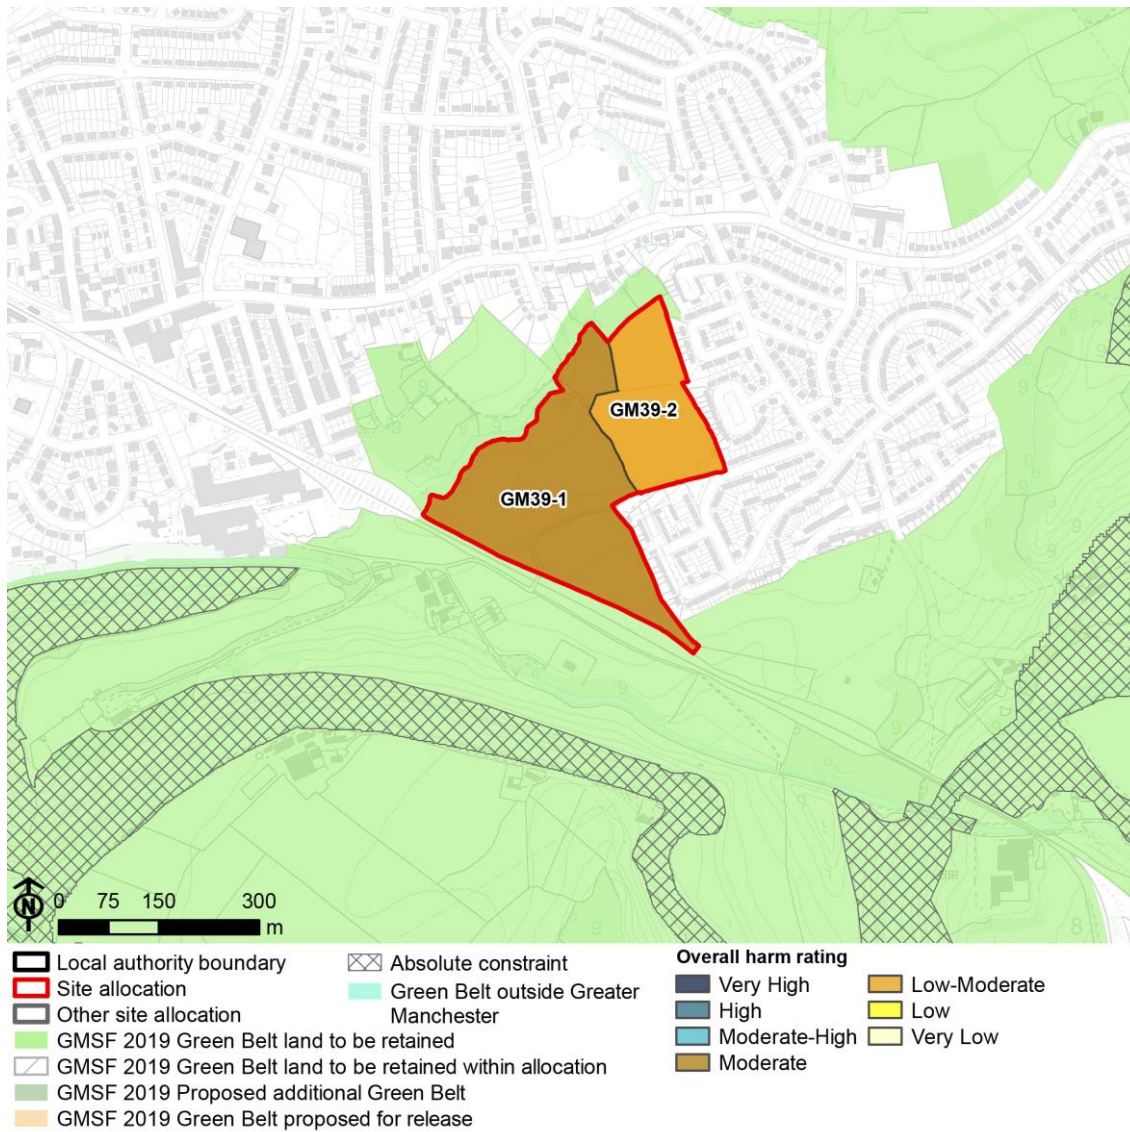 GM39-2
GM39-1
N
0 75 150 300
m
Local authority boundary
Site allocation
Other site allocation
GMSF 2019 Green Belt land to be retained
GMSF 2019 Green Belt land to be retained within allocation
GMSF 2019 Proposed additional Green Belt
GMSF 2019 Green Belt proposed for release
Absolute constraint
Green Belt outside Greater
Manchester
Overall harm rating
Very High
High
Moderate-High
Moderate
Low-Moderate
Low
Very Low